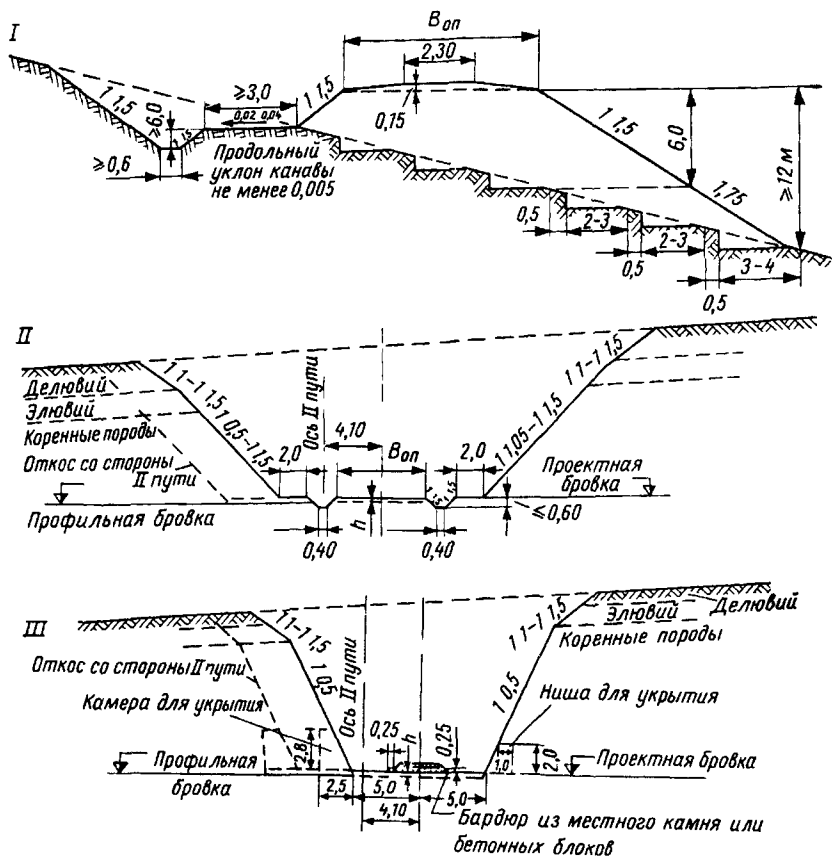 I
Bоп
2,30
≥3,0
0,02 0,04
1 1,5
1 1,5
≥6,0
1 1,5
≥0,6
Продольный
уклон канавы
не менее 0,005
0,15
1 1,5
6,0
≥12 м
1,75
0,5
2-3
0,5
2-3
0,5
3-4
II
Делювий
Элювий
Коренные породы
Откос со стороны
II пути
1 1-1 1,5
1 0,5-1 1,5
Ось II пути
4,10
2,0
Bоп
2,0
1 1-1 1,5
1 1,05-1 1,5
1 1,5
1 1,5
Проектная
бровка
Профильная бровка
≤0,60
h
0,40
0,40
III
Откос со стороны II пути
Камера для укрытия
1 1-1 1,5
1 0,5
Ось II пути
1 1-1 1,5
1 0,5
Элювий
Делювий
Коренные породы
Ниша для укрытия
0,25
h
0,25
2,8
1,0
2,0
Профильная
бровка
Проектная бровка
2,5
5,0
5,0
4,10
Бардюр из местного камня или
бетонных блоков